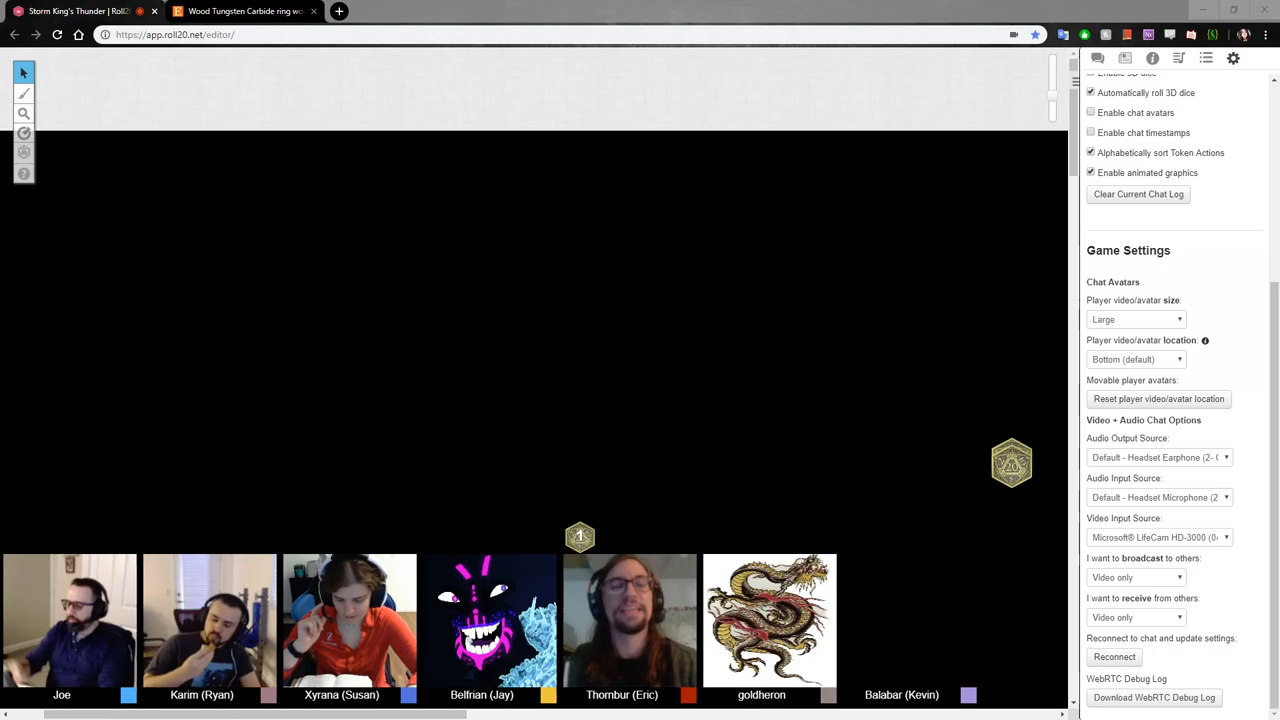 Storm King's Thunder | Roll2
Wood Tungsten Carbide ring wo
https://app.roll20.net/editor/
Automatically roll 3D dice
Enable chat avatars
Enable chat timestamps
Alphabetically sort Token Actions
Enable animated graphics
Clear Current Chat Log
Game Settings
Chat Avatars
Player video/avatar size:
Large
Player video/avatar location:
Bottom (default)
Movable player avatars:
Reset player video/avatar location
Video + Audio Chat Options
Audio Output Source:
Default - Headset Earphone (2- (
Audio Input Source:
Default - Headset Microphone (2
Video Input Source:
Microsoft® LifeCam HD-3000 (04
I want to broadcast to others:
Video only
I want to receive from others:
Video only
Reconnect to chat and update settings:
Reconnect
WebRTC Debug Log
Download WebRTC Debug Log
20
1
Joe
Karim (Ryan)
Xyrana (Susan)
Belfrian (Jay)
Thornbur (Eric)
goldheron
Balabar (Kevin)